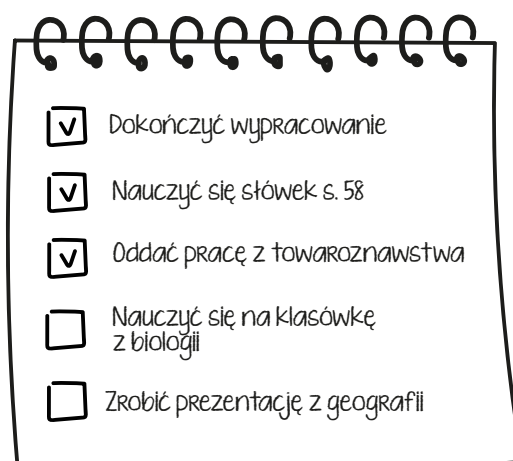 Dokończyć wypracowanie
Nauczyć się słówek s. 58
Oddać pracę z towaroznawstwa
Nauczyć się na klasówkę
z biologii
Zrobić prezentację z geografii